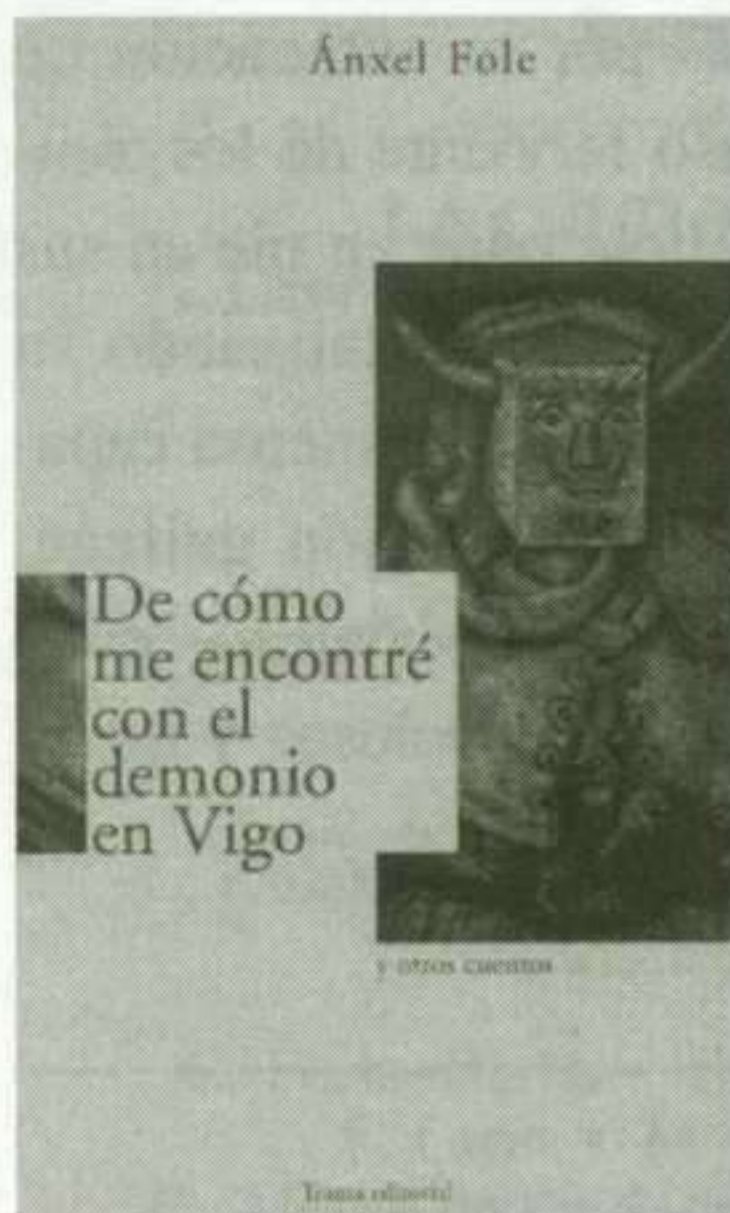 Ánxel Fole
De cómo
me encontré
con el
demonio
en Vigo
y otros cuentos
Trama editorial